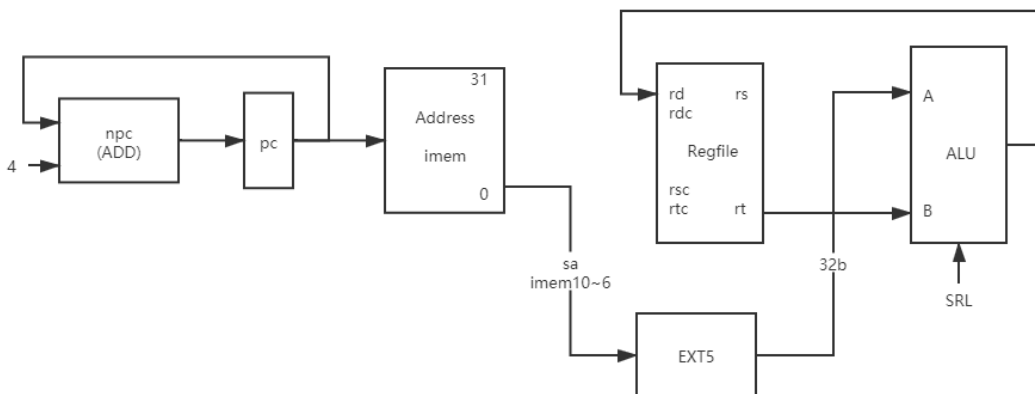 4
npc
(ADD)
pc
31
Address
imem
0
sa
imem10~6
EXT5
rd rs
rdc
Regfile
rsc
rtc rt
32b
A
ALU
B
SRL